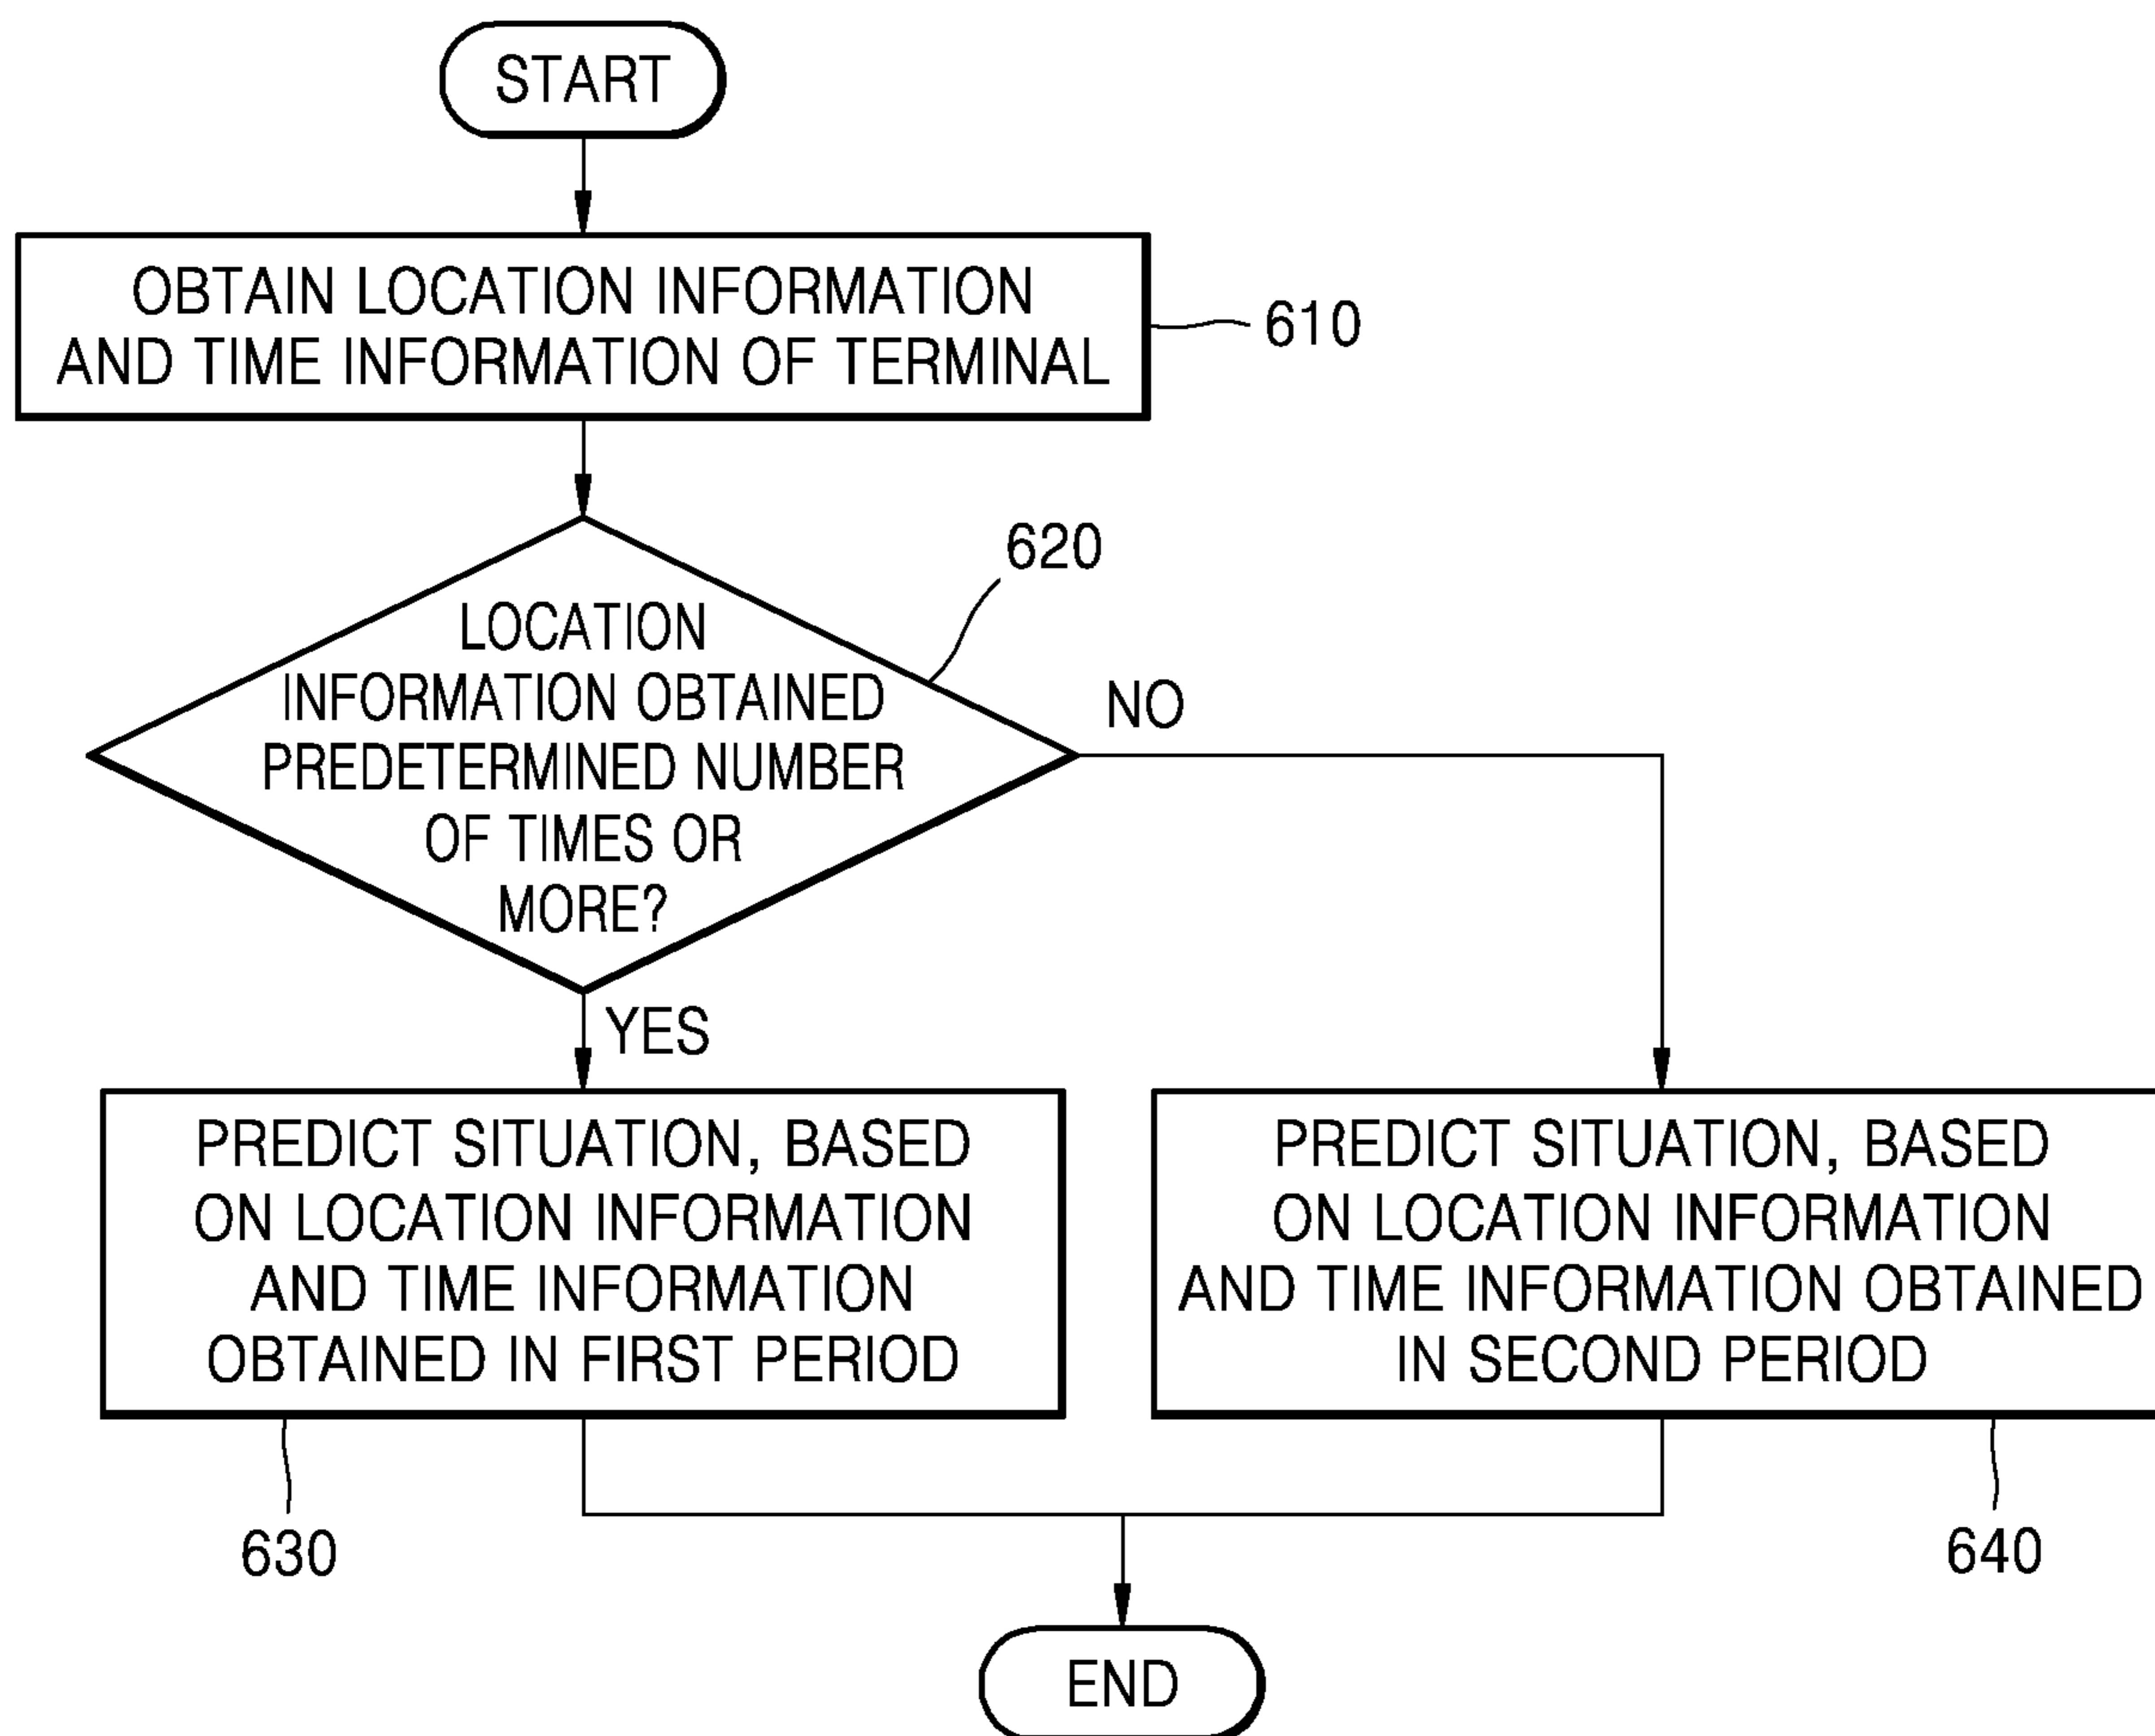 START
OBTAIN LOCATION INFORMATION
AND TIME INFORMATION OF TERMINAL
610
620
LOCATION
INFORMATION OBTAINED
PREDETERMINED NUMBER
OF TIMES OR
MORE?
NO
YES
PREDICT SITUATION, BASED
ON LOCATION INFORMATION
AND TIME INFORMATION
OBTAINED IN FIRST PERIOD
630
PREDICT SITUATION, BASED
ON LOCATION INFORMATION
AND TIME INFORMATION OBTAINED
IN SECOND PERIOD
640
END